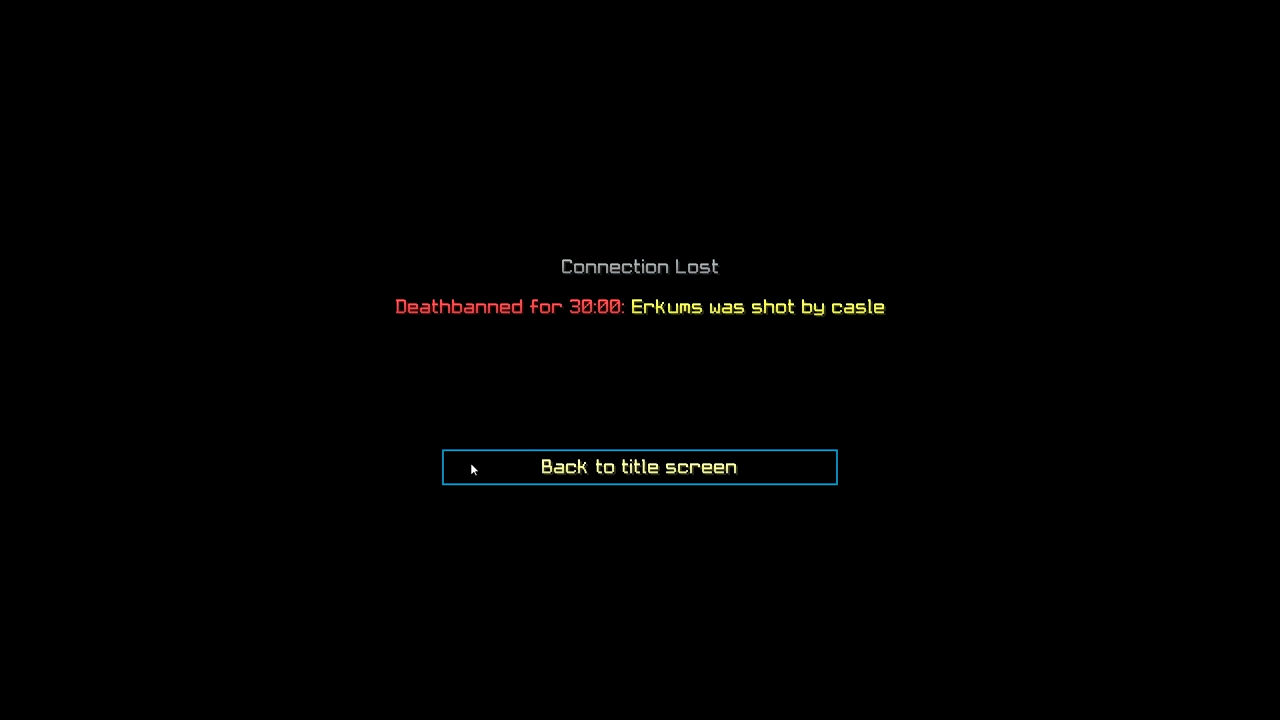 Connection Lost
Deathbanned for 30:00: Erkums was shot by casle
Back to title screen